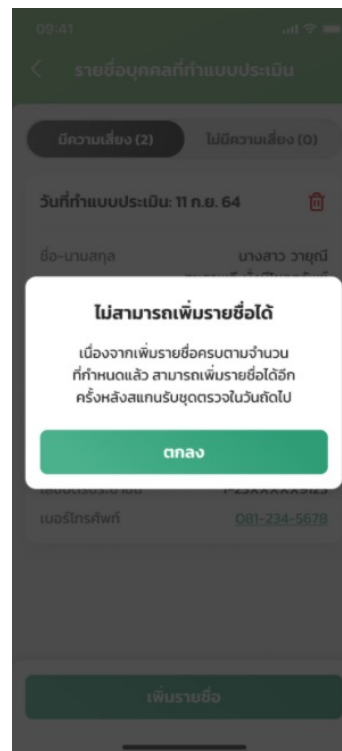 09:41
รายชื่อบุคคลที่ทำแบบประเมิน
มีความเสี่ยง (2) ไม่มีความเสี่ยง (0)
วันที่ทำแบบประเมิน: 11 ก.ย. 64
ชื่อ-นามสกุล นางสาว วายุณี
ไม่สามารถเพิ่มรายชื่อได้
เนื่องจากเพิ่มรายชื่อครบตามจำนวน
ที่กำหนดแล้ว สามารถเพิ่มรายชื่อได้อีก
ครั้งหลังสแกนรับชุดตรวจในวันถัดไป
ตกลง
เบอร์โทรศัพท์ 081-234-5678
เพิ่มรายชื่อ